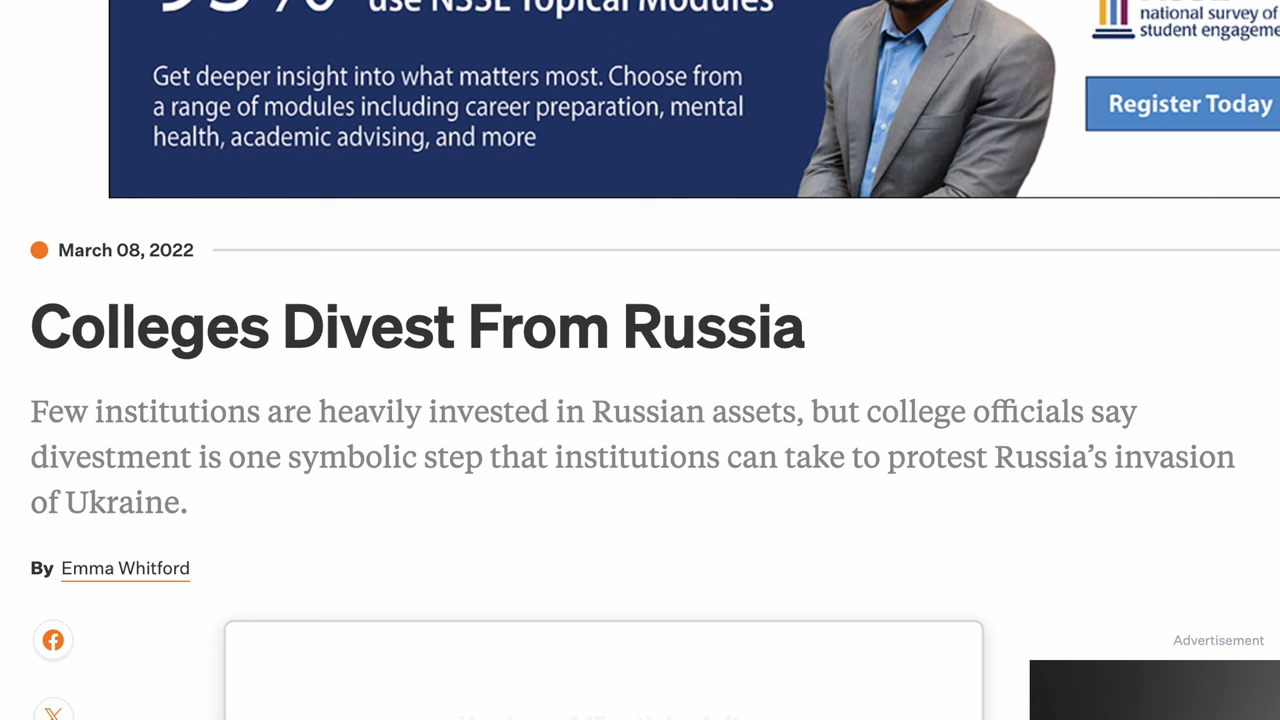 use NSSE Topical Modules
national survey of
student engageme
Get deeper insight into what matters most. Choose from
a range of modules including career preparation, mental
health, academic advising, and more
Register Today
March 08, 2022
Colleges Divest From Russia
Few institutions are heavily invested in Russian assets, but college officials say
divestment is one symbolic step that institutions can take to protest Russia’s invasion
of Ukraine.
By Emma Whitford
Advertisement